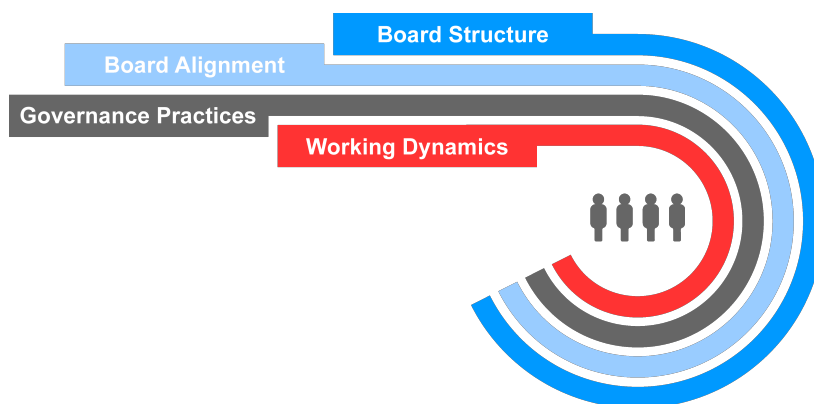 Board Structure
Board Alignment
Governance Practices
Working Dynamics